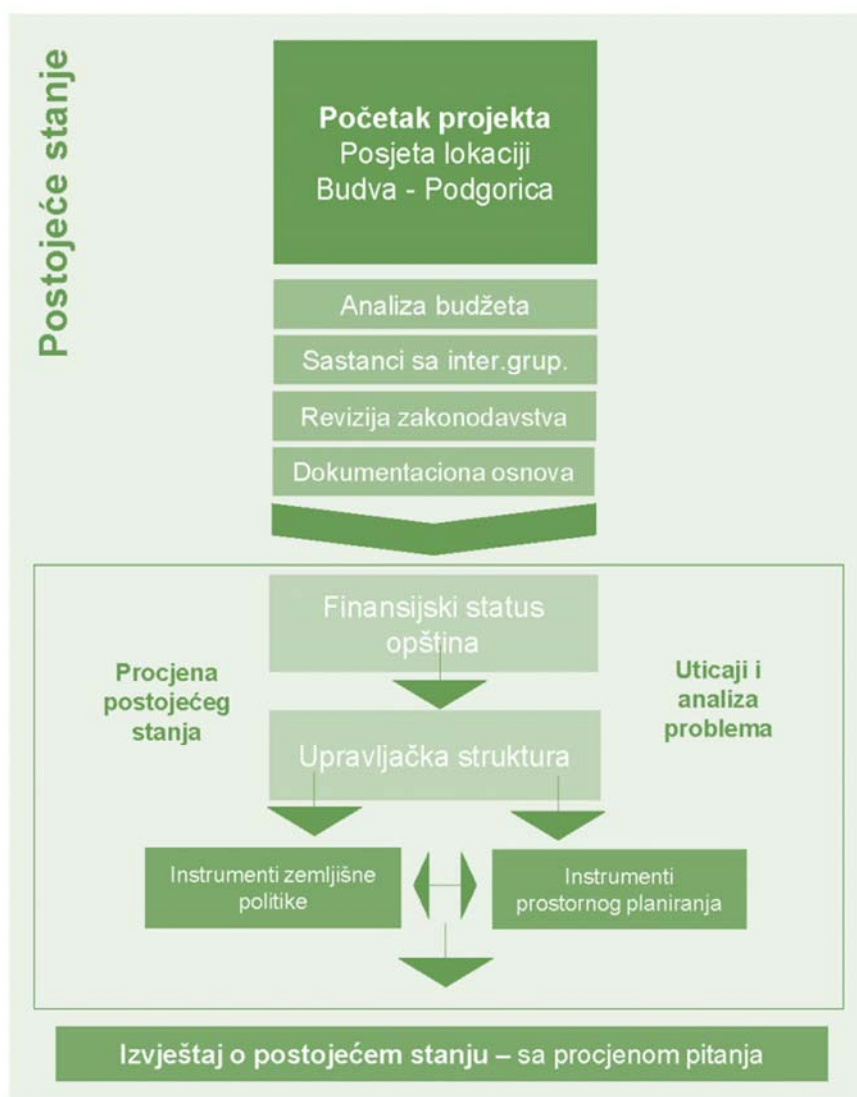 Postojeće stanje
Početak projekta
Posjeta lokaciji
Budva - Podgorica
Analiza budžeta
Sastanci sa inter.grup.
Revizija zakonodavstva
Dokumentaciona osnova
Finansijski status
opština
Procjena
postojećeg
stanja
Uticaji i
analiza
problema
Upravljačka struktura
Instrumenti zemljišne
politike
Instrumenti
prostornog planiranja
Izvještaj o postojećem stanju – sa procjenom pitanja